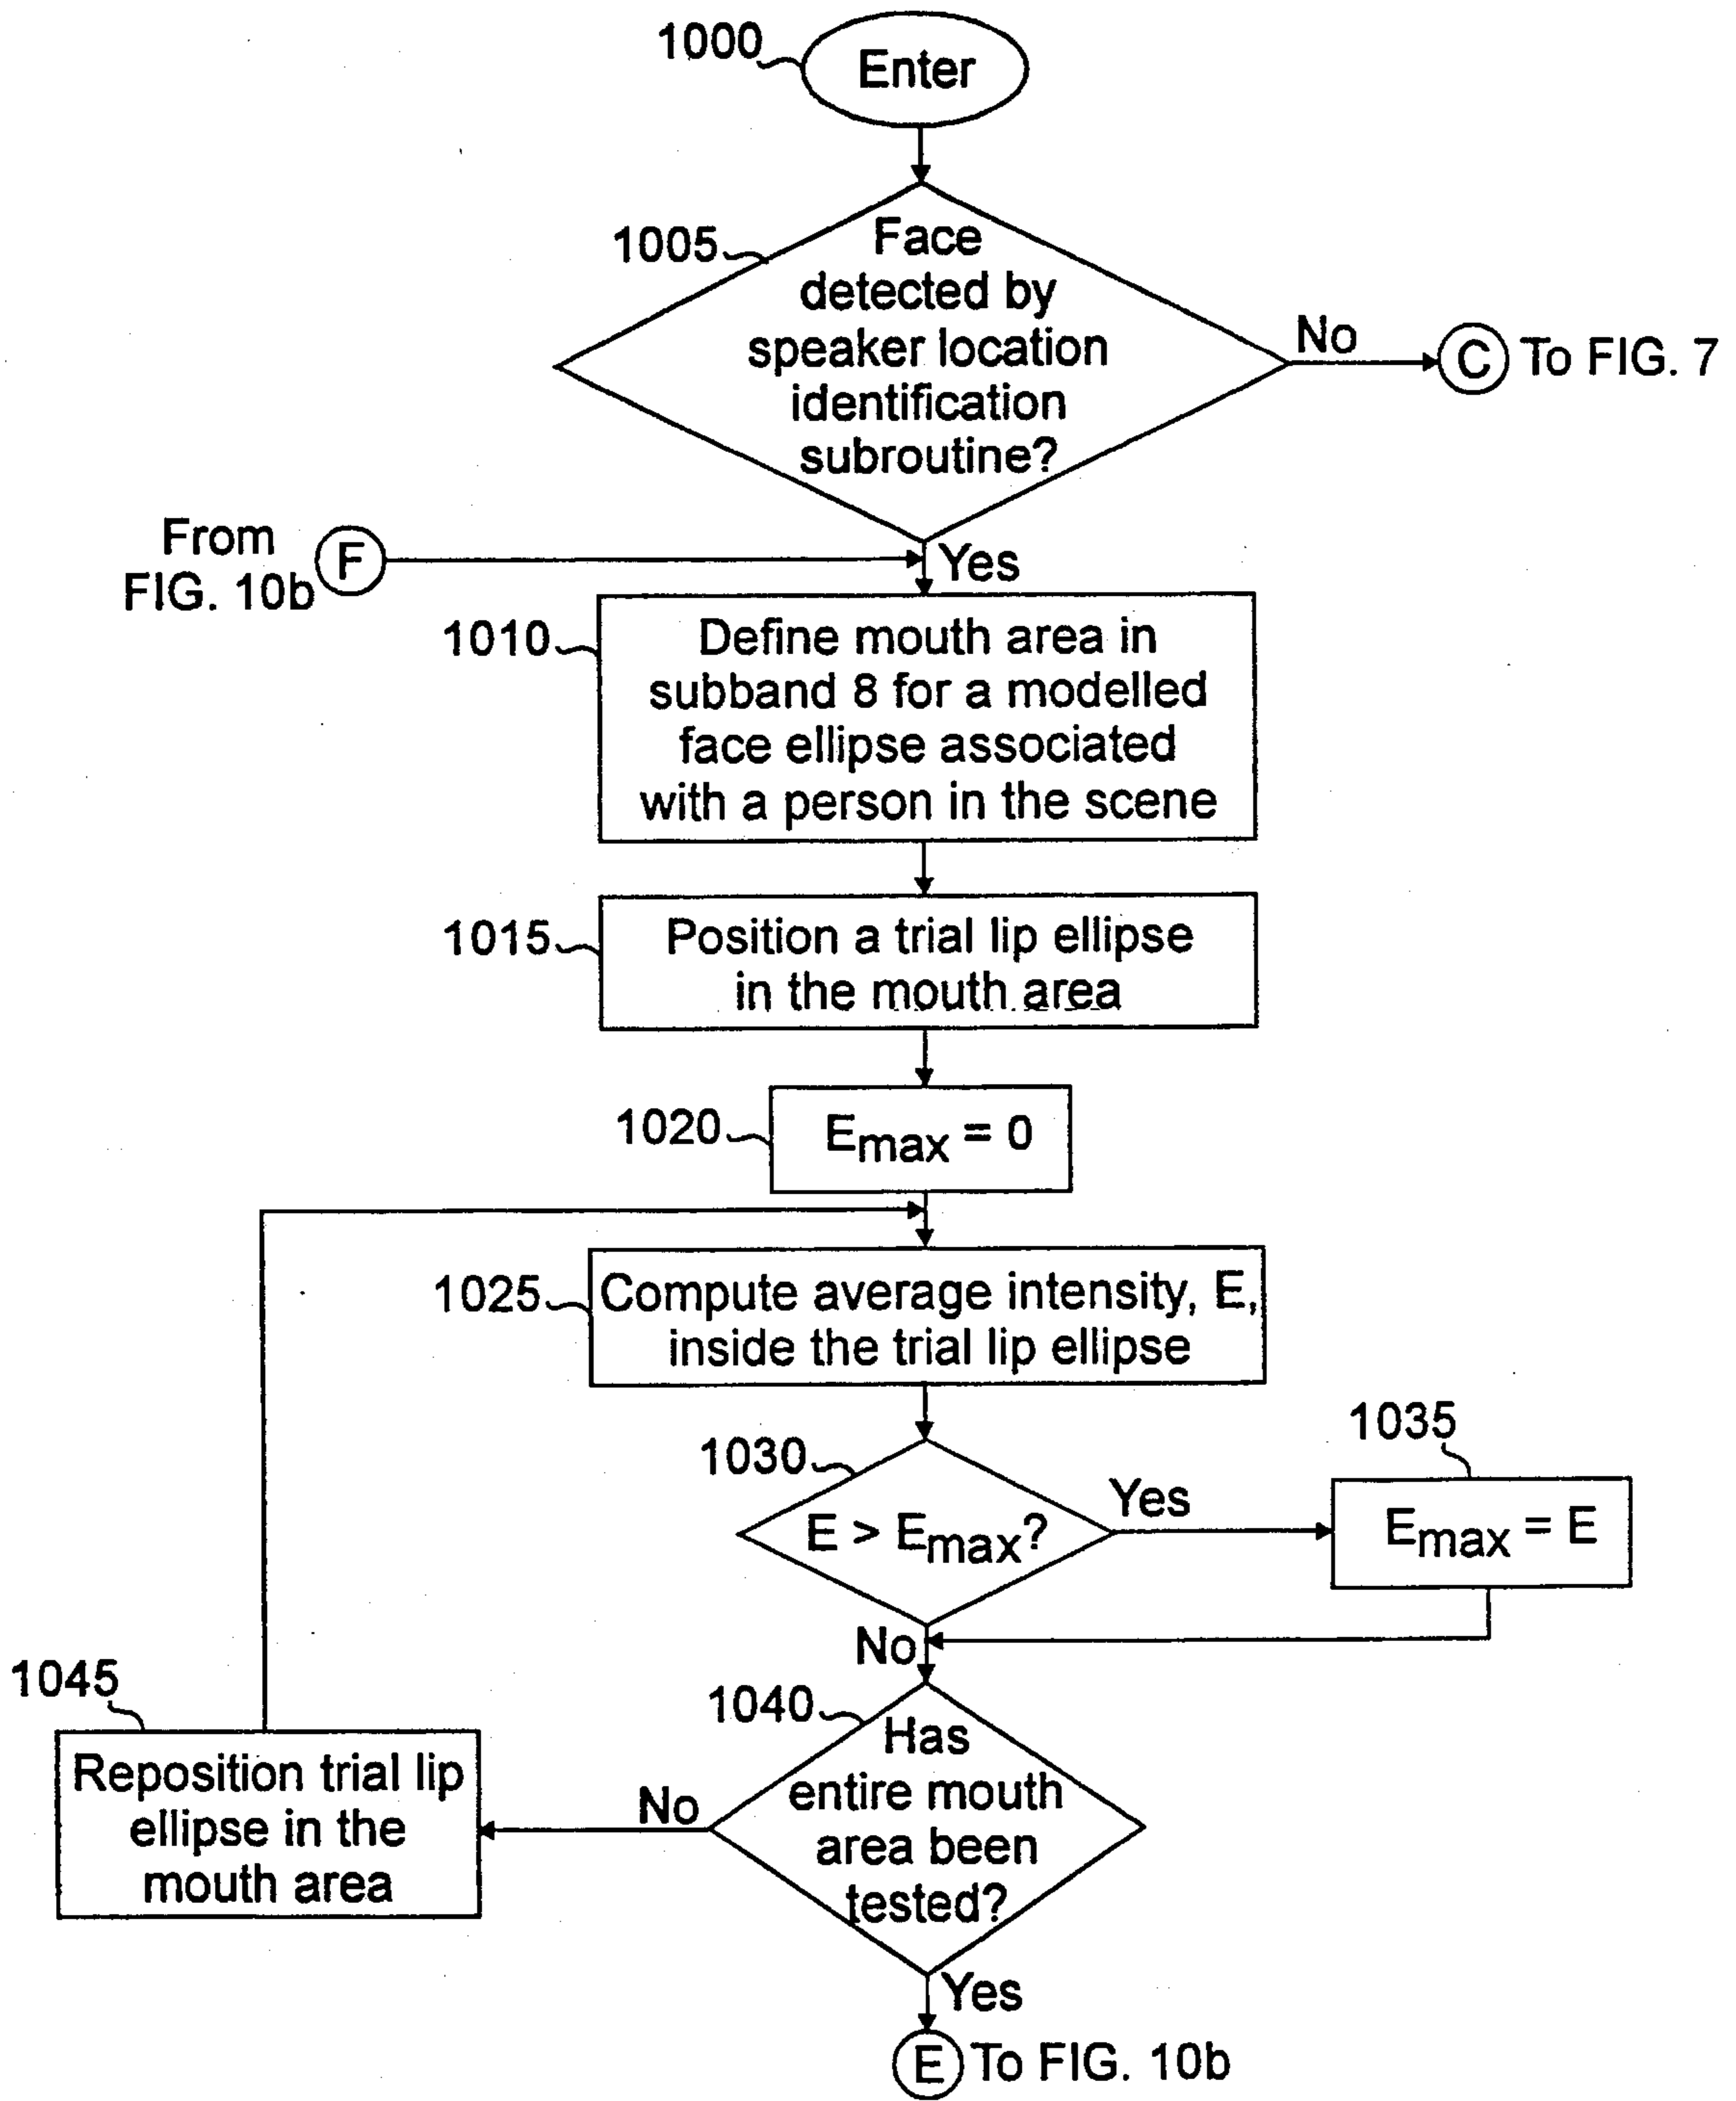 1000
Enter
1005
Face
detected by
speaker location
identification
subroutine?
No
C
To FIG. 7
From
FIG. 10b
F
Yes
1010
Define mouth area in
subband 8 for a modelled
face ellipse associated
with a person in the scene
1015
Position a trial lip ellipse
in the mouth area
1020
Emax = 0
1025
Compute average intensity, E,
inside the trial lip ellipse
1030
E > Emax?
Yes
1035
Emax = E
No
1040
Has
entire mouth
area been
tested?
No
1045
Reposition trial lip
ellipse in the
mouth area
Yes
E
To FIG. 10b